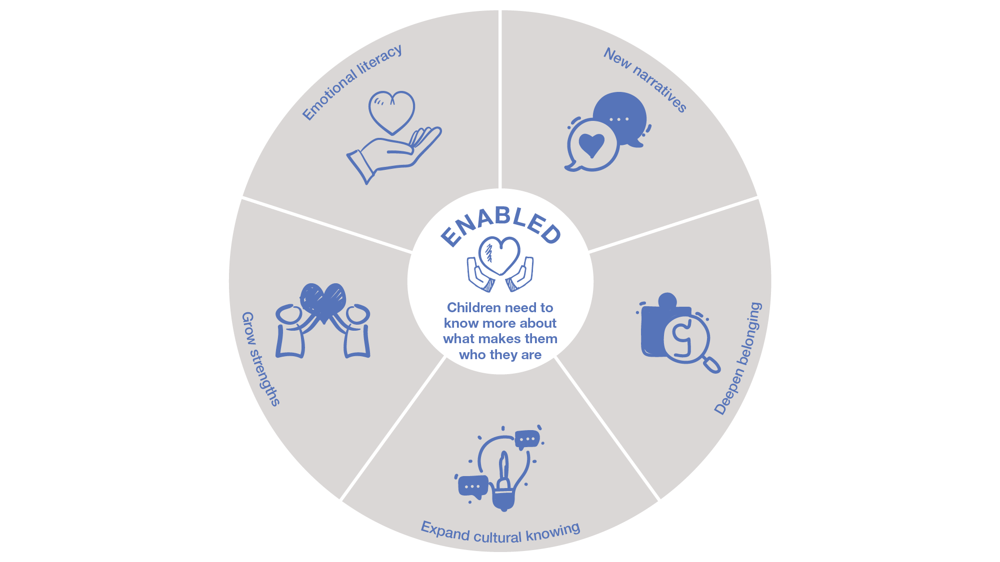 Emotional literacy
New narratives
ENABLED
Children need to
know more about
what makes them
who they are
Grow strengths
Deepen belonging
Expand cultural knowing